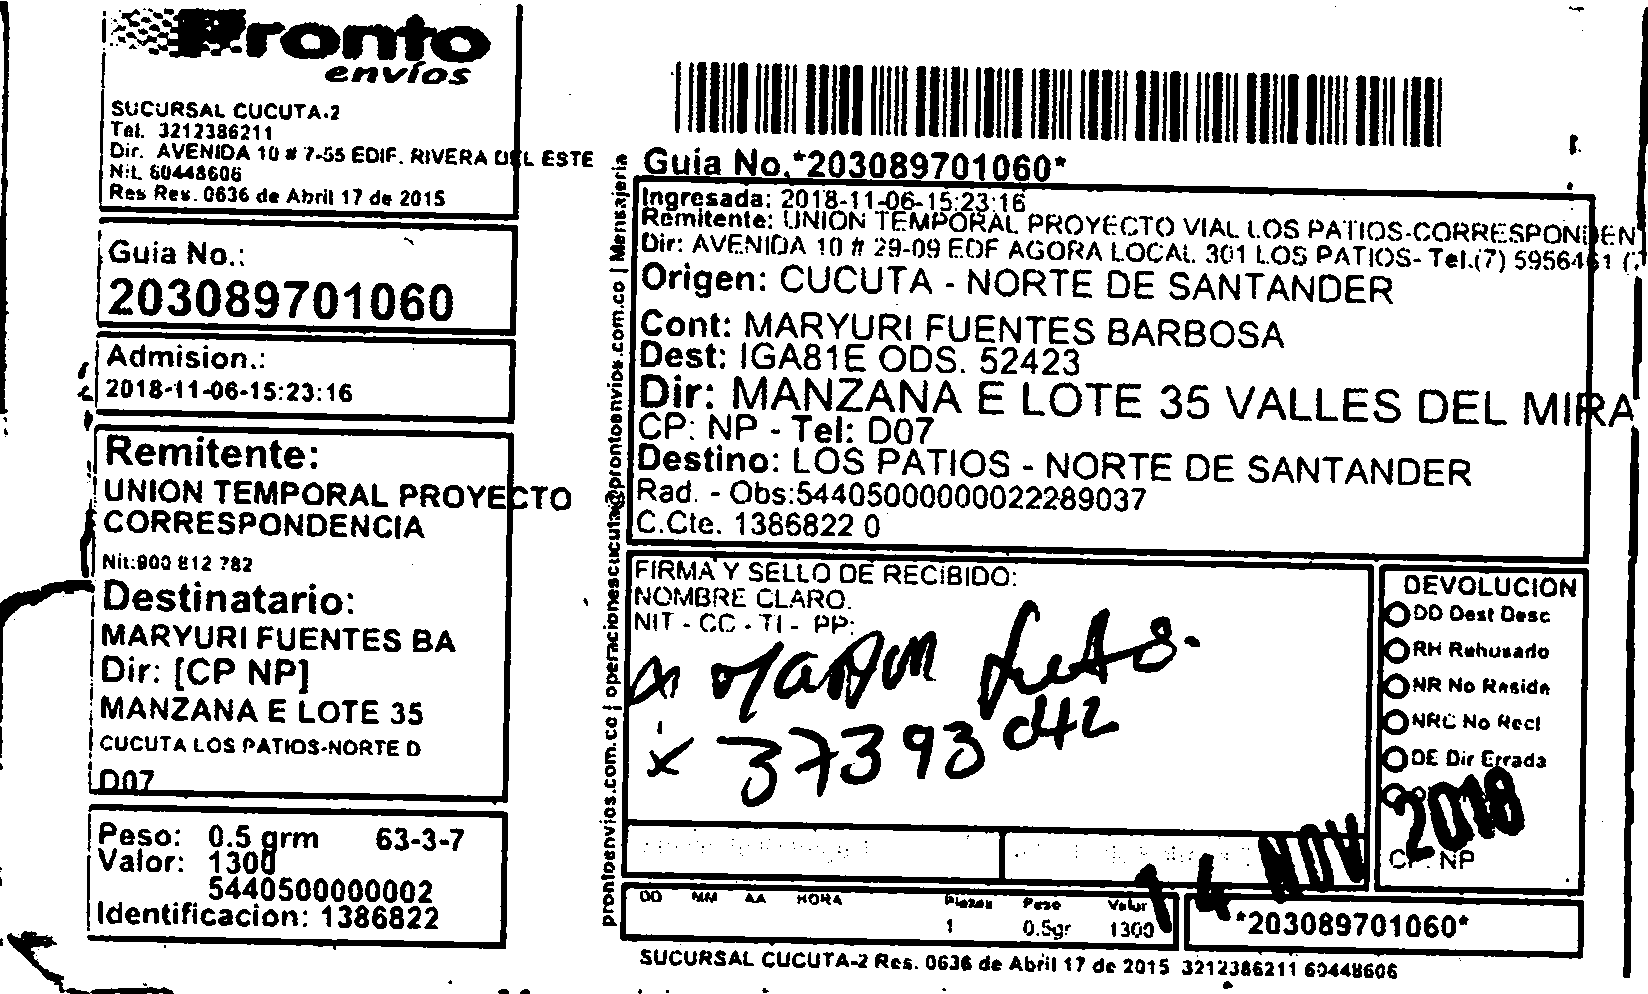 Pronto
envíos
SUCURSAL CUCUTA-2
Tel. 3212386211
Dir. AVENIDA 10 # 7-55 EDIF. RIVERA DEL ESTE
Nit. 60448606
Res Res. 0636 de Abril 17 de 2015
Guia No.:
203089701060
Admision.:
2018-11-06-15:23:16
Remitente:
UNION TEMPORAL PROYECTO
CORRESPONDENCIA
Nit:900 812 782
Destinatario:
MARYURI FUENTES BA
Dir: [CP NP]
MANZANA E LOTE 35
CUCUTA LOS PATIOS-NORTE D
D07
Peso: 0.5 grm 63-3-7
Valor: 1300
5440500000002
Identificacion: 1386822
prontoenvios.com.co | operacionescucuta@prontoenvios.com.co | Mensajeria
Guia No.*203089701060*
Ingresada: 2018-11-06-15:23:16
Remitente: UNION TEMPORAL PROYECTO VIAL LOS PATIOS-CORRESPONDEN
Dir: AVENIDA 10 # 29-09 EDF AGORA LOCAL 301 LOS PATIOS- Tel.(7) 5956461 (
Origen: CUCUTA - NORTE DE SANTANDER
Cont: MARYURI FUENTES BARBOSA
Dest: IGA81E ODS. 52423
Dir: MANZANA E LOTE 35 VALLES DEL MIRA
CP: NP - Tel: D07
Destino: LOS PATIOS - NORTE DE SANTANDER
Rad. - Obs:54405000000022289037
C.Cte. 1386822 0
FIRMA Y SELLO DE RECIBIDO:
NOMBRE CLARO.
NIT - CC - TI - PP:
x 37393042
DEVOLUCION
DD Dest Desc
RH Rehusado
NR No Reside
NRC No Recl
DE Dir Errada
CP: NP
14 NOV 2018
DD MM AA HORA Piezas Peso Valor
1 0.5gr 1300
*203089701060*
SUCURSAL CUCUTA-2 Res. 0636 de Abril 17 de 2015 3212386211 60448606